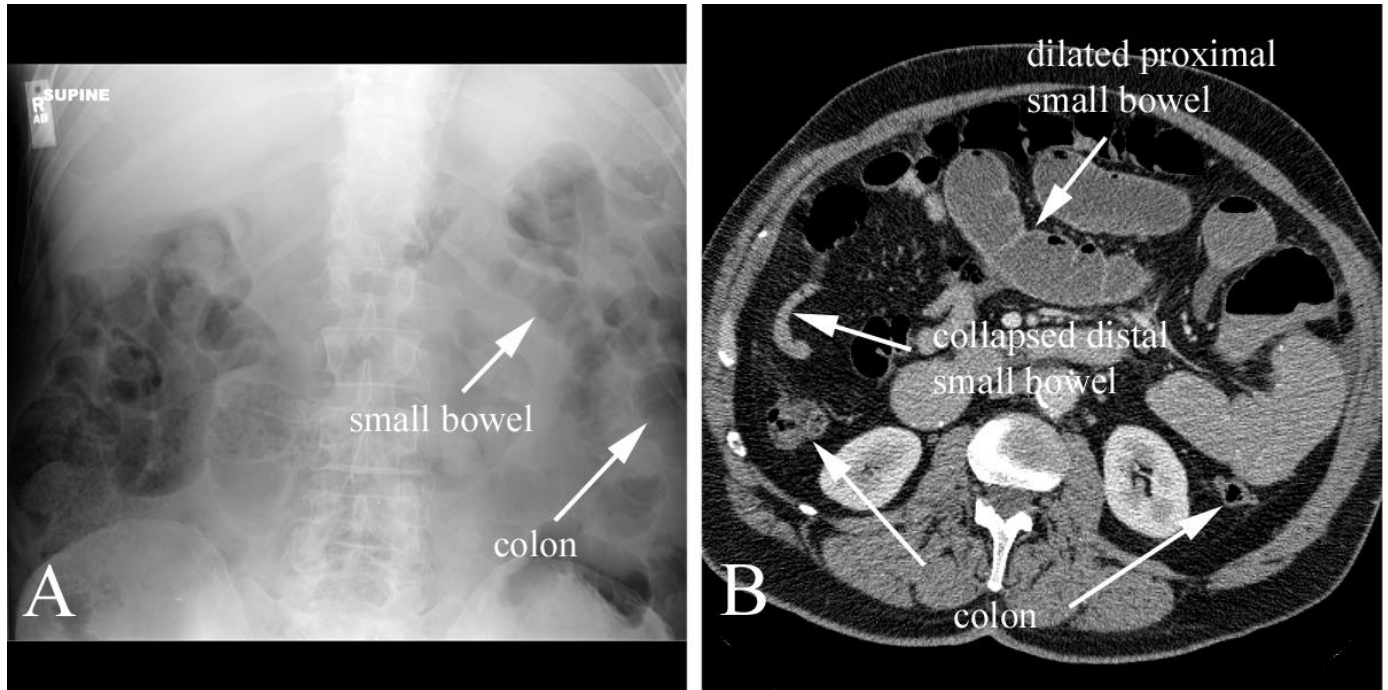 R
AB
SUPINE
small bowel
colon
A
dilated proximal
small bowel
collapsed distal
small bowel
colon
B